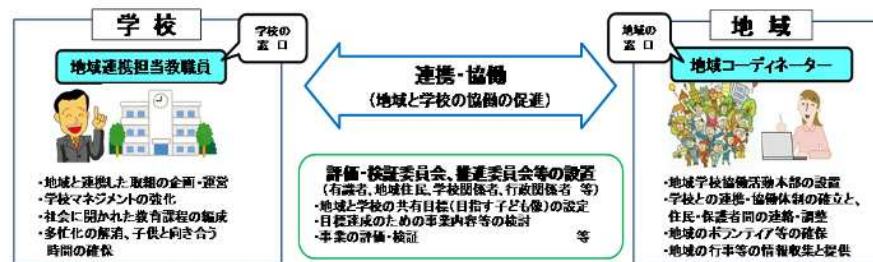 学校
学校の
窓口
地域連携担当教職員
・地域と連携した取組の企画・運営
・学校マネジメントの強化
・社会に開かれた教育課程の編成
・多忙化の解消、子供と向き合う
時間の確保
連携・協働
(地域と学校の協働の促進)
評価・検証委員会、推進委員会等の設置
(有識者、地域住民、学校関係者、行政関係者 等)
・地域と学校の共有目標(目指す子ども像)の設定
・目標達成のための事業内容等の検討
・事業の評価・検証 等
地域
地域の
窓口
地域コーディネーター
・地域学校協働活動本部の設置
・学校との連携・協働体制の確立と、
住民・保護者間の連絡・調整
・地域のボランティア等の確保
・地域の行事等の情報収集と提供